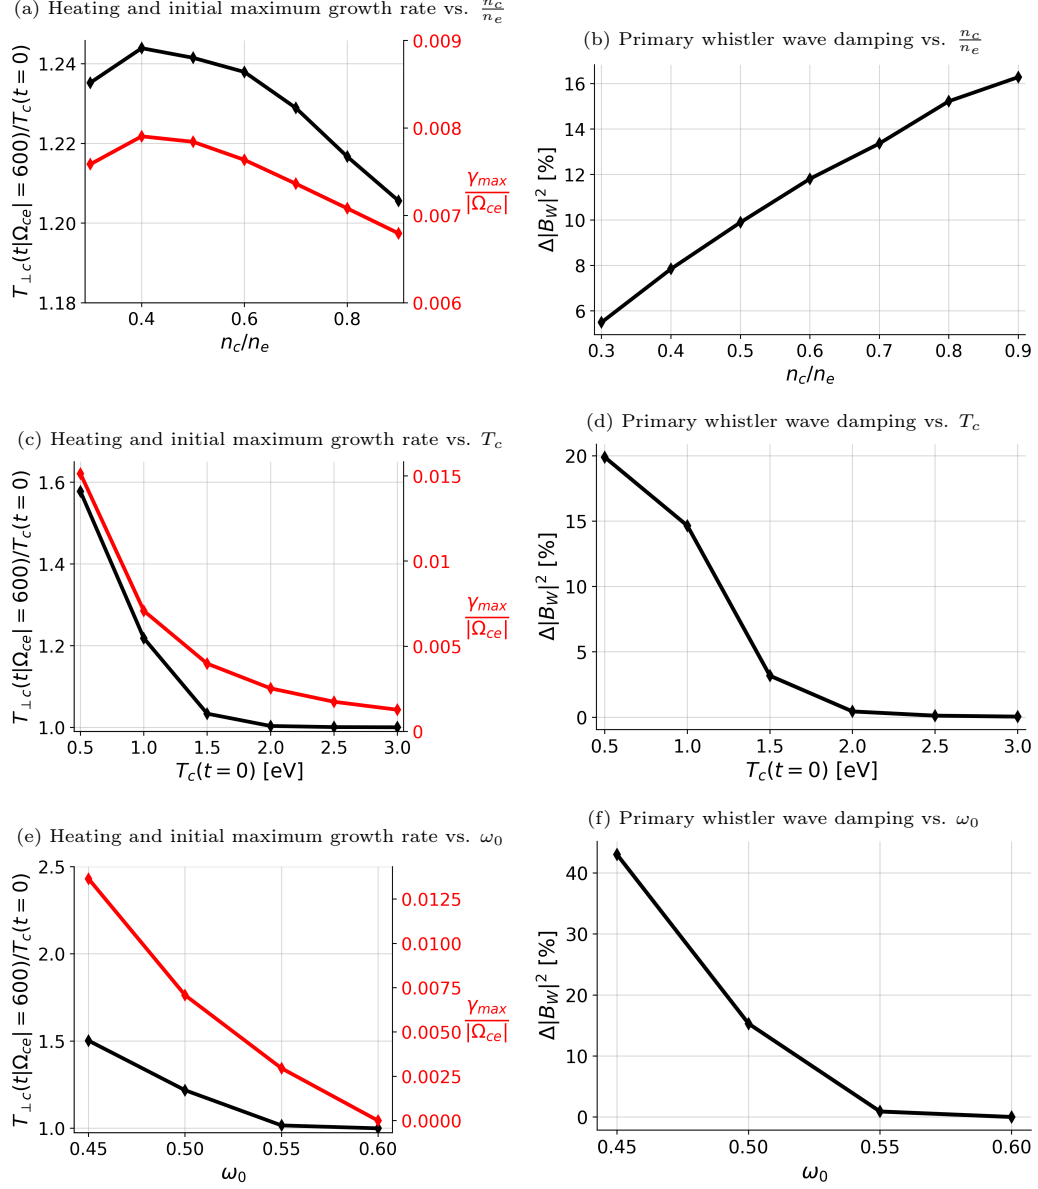 (a) Heating and initial maximum growth rate vs. n_c/n_e
T_⊥c(t|Ω_ce| = 600)/T_c(t = 0)
1.24
1.22
1.20
1.18
0.009
0.008
0.007
0.006
γ_max/|Ω_ce|
0.4 0.6 0.8
n_c/n_e
(b) Primary whistler wave damping vs. n_c/n_e
Δ|B_W|² [%]
16
14
12
10
8
6
0.3 0.4 0.5 0.6 0.7 0.8 0.9
n_c/n_e
(c) Heating and initial maximum growth rate vs. T_c
T_⊥c(t|Ω_ce| = 600)/T_c(t = 0)
1.6
1.4
1.2
1.0
0.015
0.01
0.005
0
γ_max/|Ω_ce|
0.5 1.0 1.5 2.0 2.5 3.0
T_c(t = 0) [eV]
(d) Primary whistler wave damping vs. T_c
Δ|B_W|² [%]
20
15
10
5
0
0.5 1.0 1.5 2.0 2.5 3.0
T_c(t = 0) [eV]
(e) Heating and initial maximum growth rate vs. ω₀
T_⊥c(t|Ω_ce| = 600)/T_c(t = 0)
2.5
2.0
1.5
1.0
0.0125
0.0100
0.0075
0.0050
0.0025
0.0000
γ_max/|Ω_ce|
0.45 0.50 0.55 0.60
ω₀
(f) Primary whistler wave damping vs. ω₀
Δ|B_W|² [%]
40
30
20
10
0
0.45 0.50 0.55 0.60
ω₀